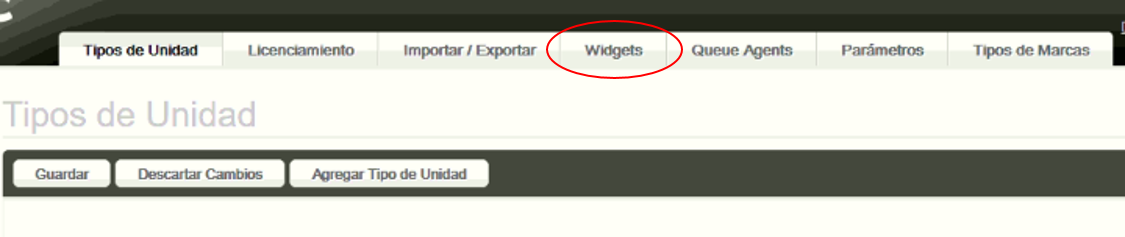 Tipos de Unidad Licenciamiento Importar / Exportar Widgets Queue Agents Parámetros Tipos de Marcas
Tipos de Unidad
Guardar Descartar Cambios Agregar Tipo de Unidad